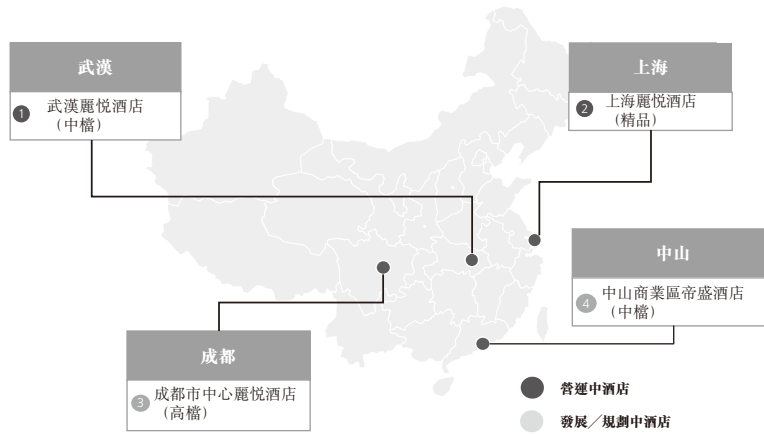 武漢
1 武漢麗悦酒店
（中檔）
上海
2 上海麗悦酒店
（精品）
中山
4 中山商業區帝盛酒店
（中檔）
成都
3 成都市中心麗悦酒店
（高檔）
營運中酒店
發展／規劃中酒店